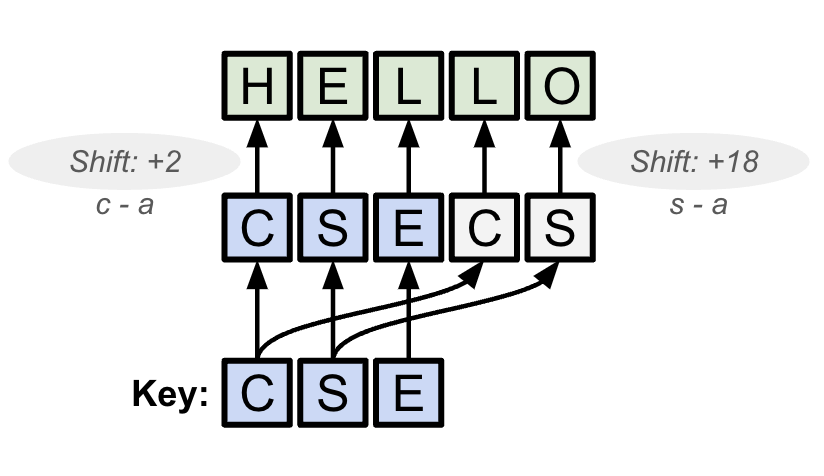 H E L L O
Shift: +2
c - a
Shift: +18
s - a
C S E C S
Key: C S E